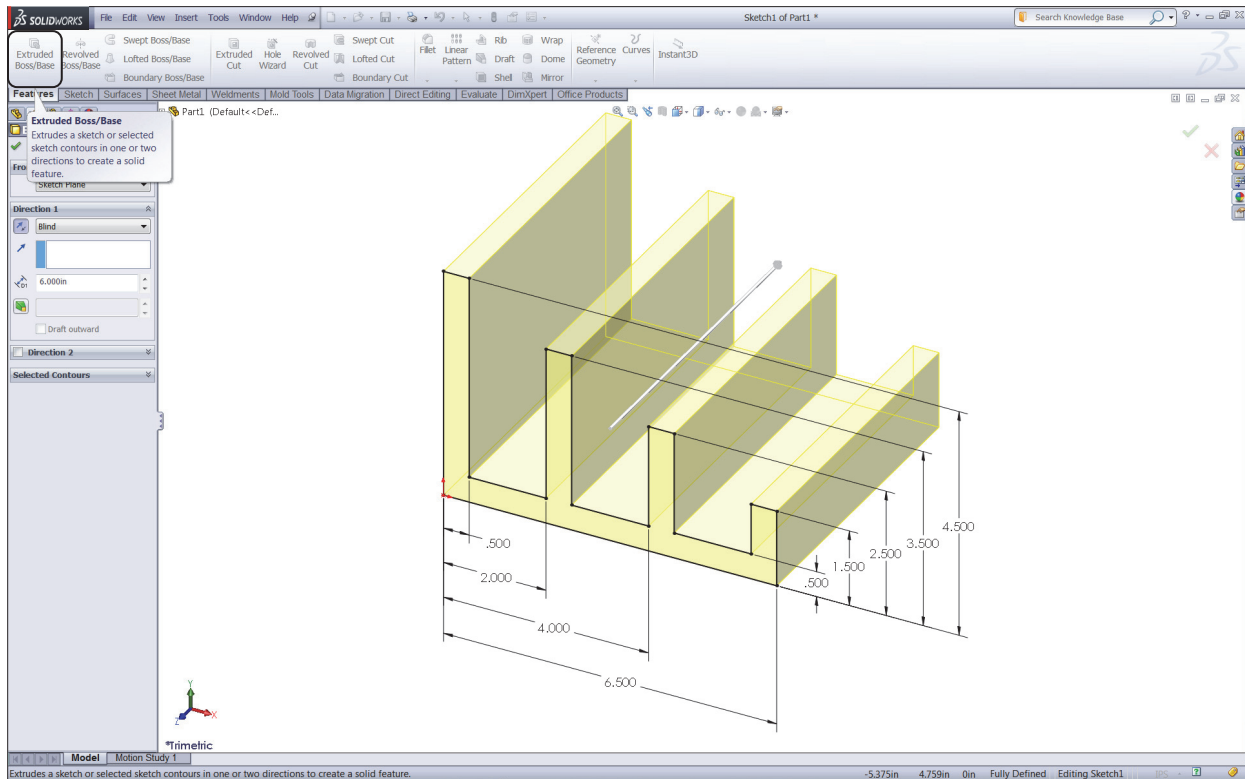 SOLIDWORKS File Edit View Insert Tools Window Help Sketch1 of Part1 * Search Knowledge Base ?
Extruded Boss/Base
Revolved Boss/Base
Swept Boss/Base
Lofted Boss/Base
Boundary Boss/Base
Extruded Cut
Hole Wizard
Revolved Cut
Swept Cut
Lofted Cut
Boundary Cut
Fillet
Linear Pattern
Rib
Draft
Shell
Wrap
Dome
Mirror
Reference Geometry
Curves
Instant3D
Features Sketch Surfaces Sheet Metal Weldments Mold Tools Data Migration Direct Editing Evaluate DimXpert Office Products
Part1 (Default<<Def...
Extruded Boss/Base
Extrudes a sketch or selected
sketch contours in one or two
directions to create a solid
feature.
Fro
Sketch Plane
Direction 1
Blind
D1
6.000in
Draft outward
Direction 2
Selected Contours
.500
2.000
4.000
6.500
.500
1.500
2.500
3.500
4.500
Y
Z
X
*Trimetric
Model Motion Study 1
Extrudes a sketch or selected sketch contours in one or two directions to create a solid feature. -5.375in 4.759in 0in Fully Defined Editing Sketch1 IPS ?